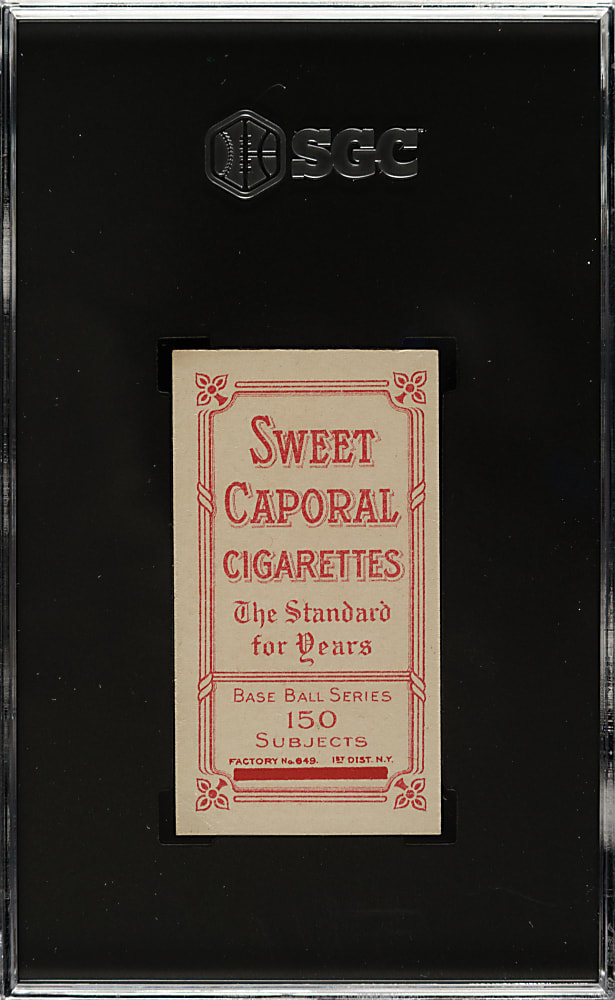 SGC
SWEET
CAPORAL
CIGARETTES
The Standard
for Years
BASE BALL SERIES
150
SUBJECTS
FACTORY No. 649. 1ST DIST. N.Y.